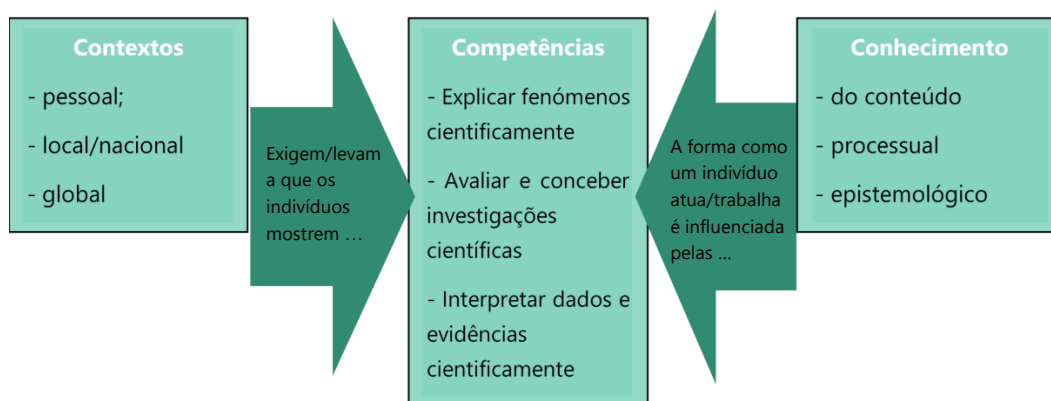 Contextos
- pessoal;
- local/nacional
- global
Exigem/levam
a que os
indivíduos
mostrem …
Competências
- Explicar fenómenos
cientificamente
- Avaliar e conceber
investigações
científicas
- Interpretar dados e
evidências
cientificamente
A forma como
um indivíduo
atua/trabalha
é influenciada
pelas ...
Conhecimento
- do conteúdo
- processual
- epistemológico